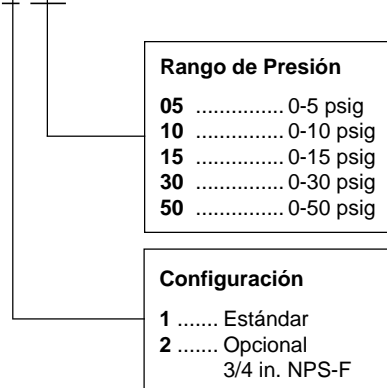 Rango de Presión
05 ............... 0-5 psig
10 ............... 0-10 psig
15 ............... 0-15 psig
30 ............... 0-30 psig
50 ............... 0-50 psig
Configuración
1 ....... Estándar
2 ....... Opcional
3/4 in. NPS-F